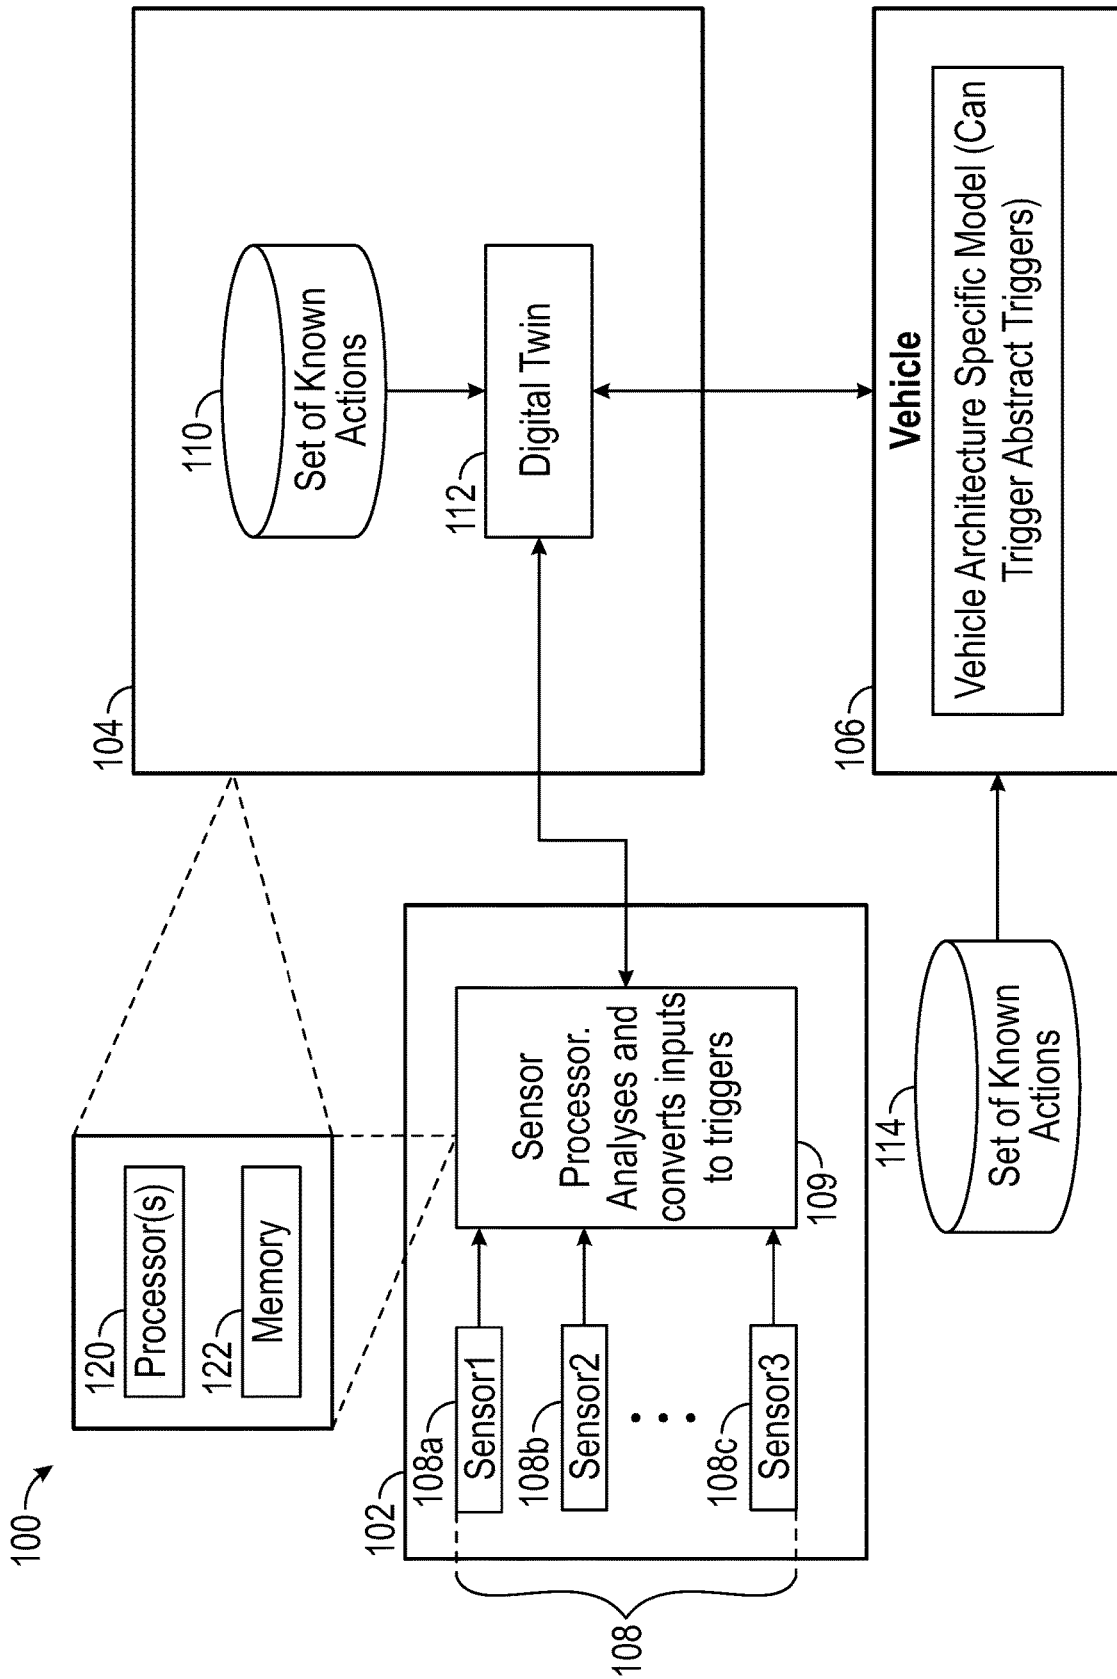 100
120
Processor(s)
122
Memory
104
110
Set of Known
Actions
112
Digital Twin
102
108a
Sensor1
108b
Sensor2
108c
Sensor3
108
Sensor
Processor.
Analyses and
converts inputs
to triggers
109
114
Set of Known
Actions
106
Vehicle
Vehicle Architecture Specific Model (Can
Trigger Abstract Triggers)